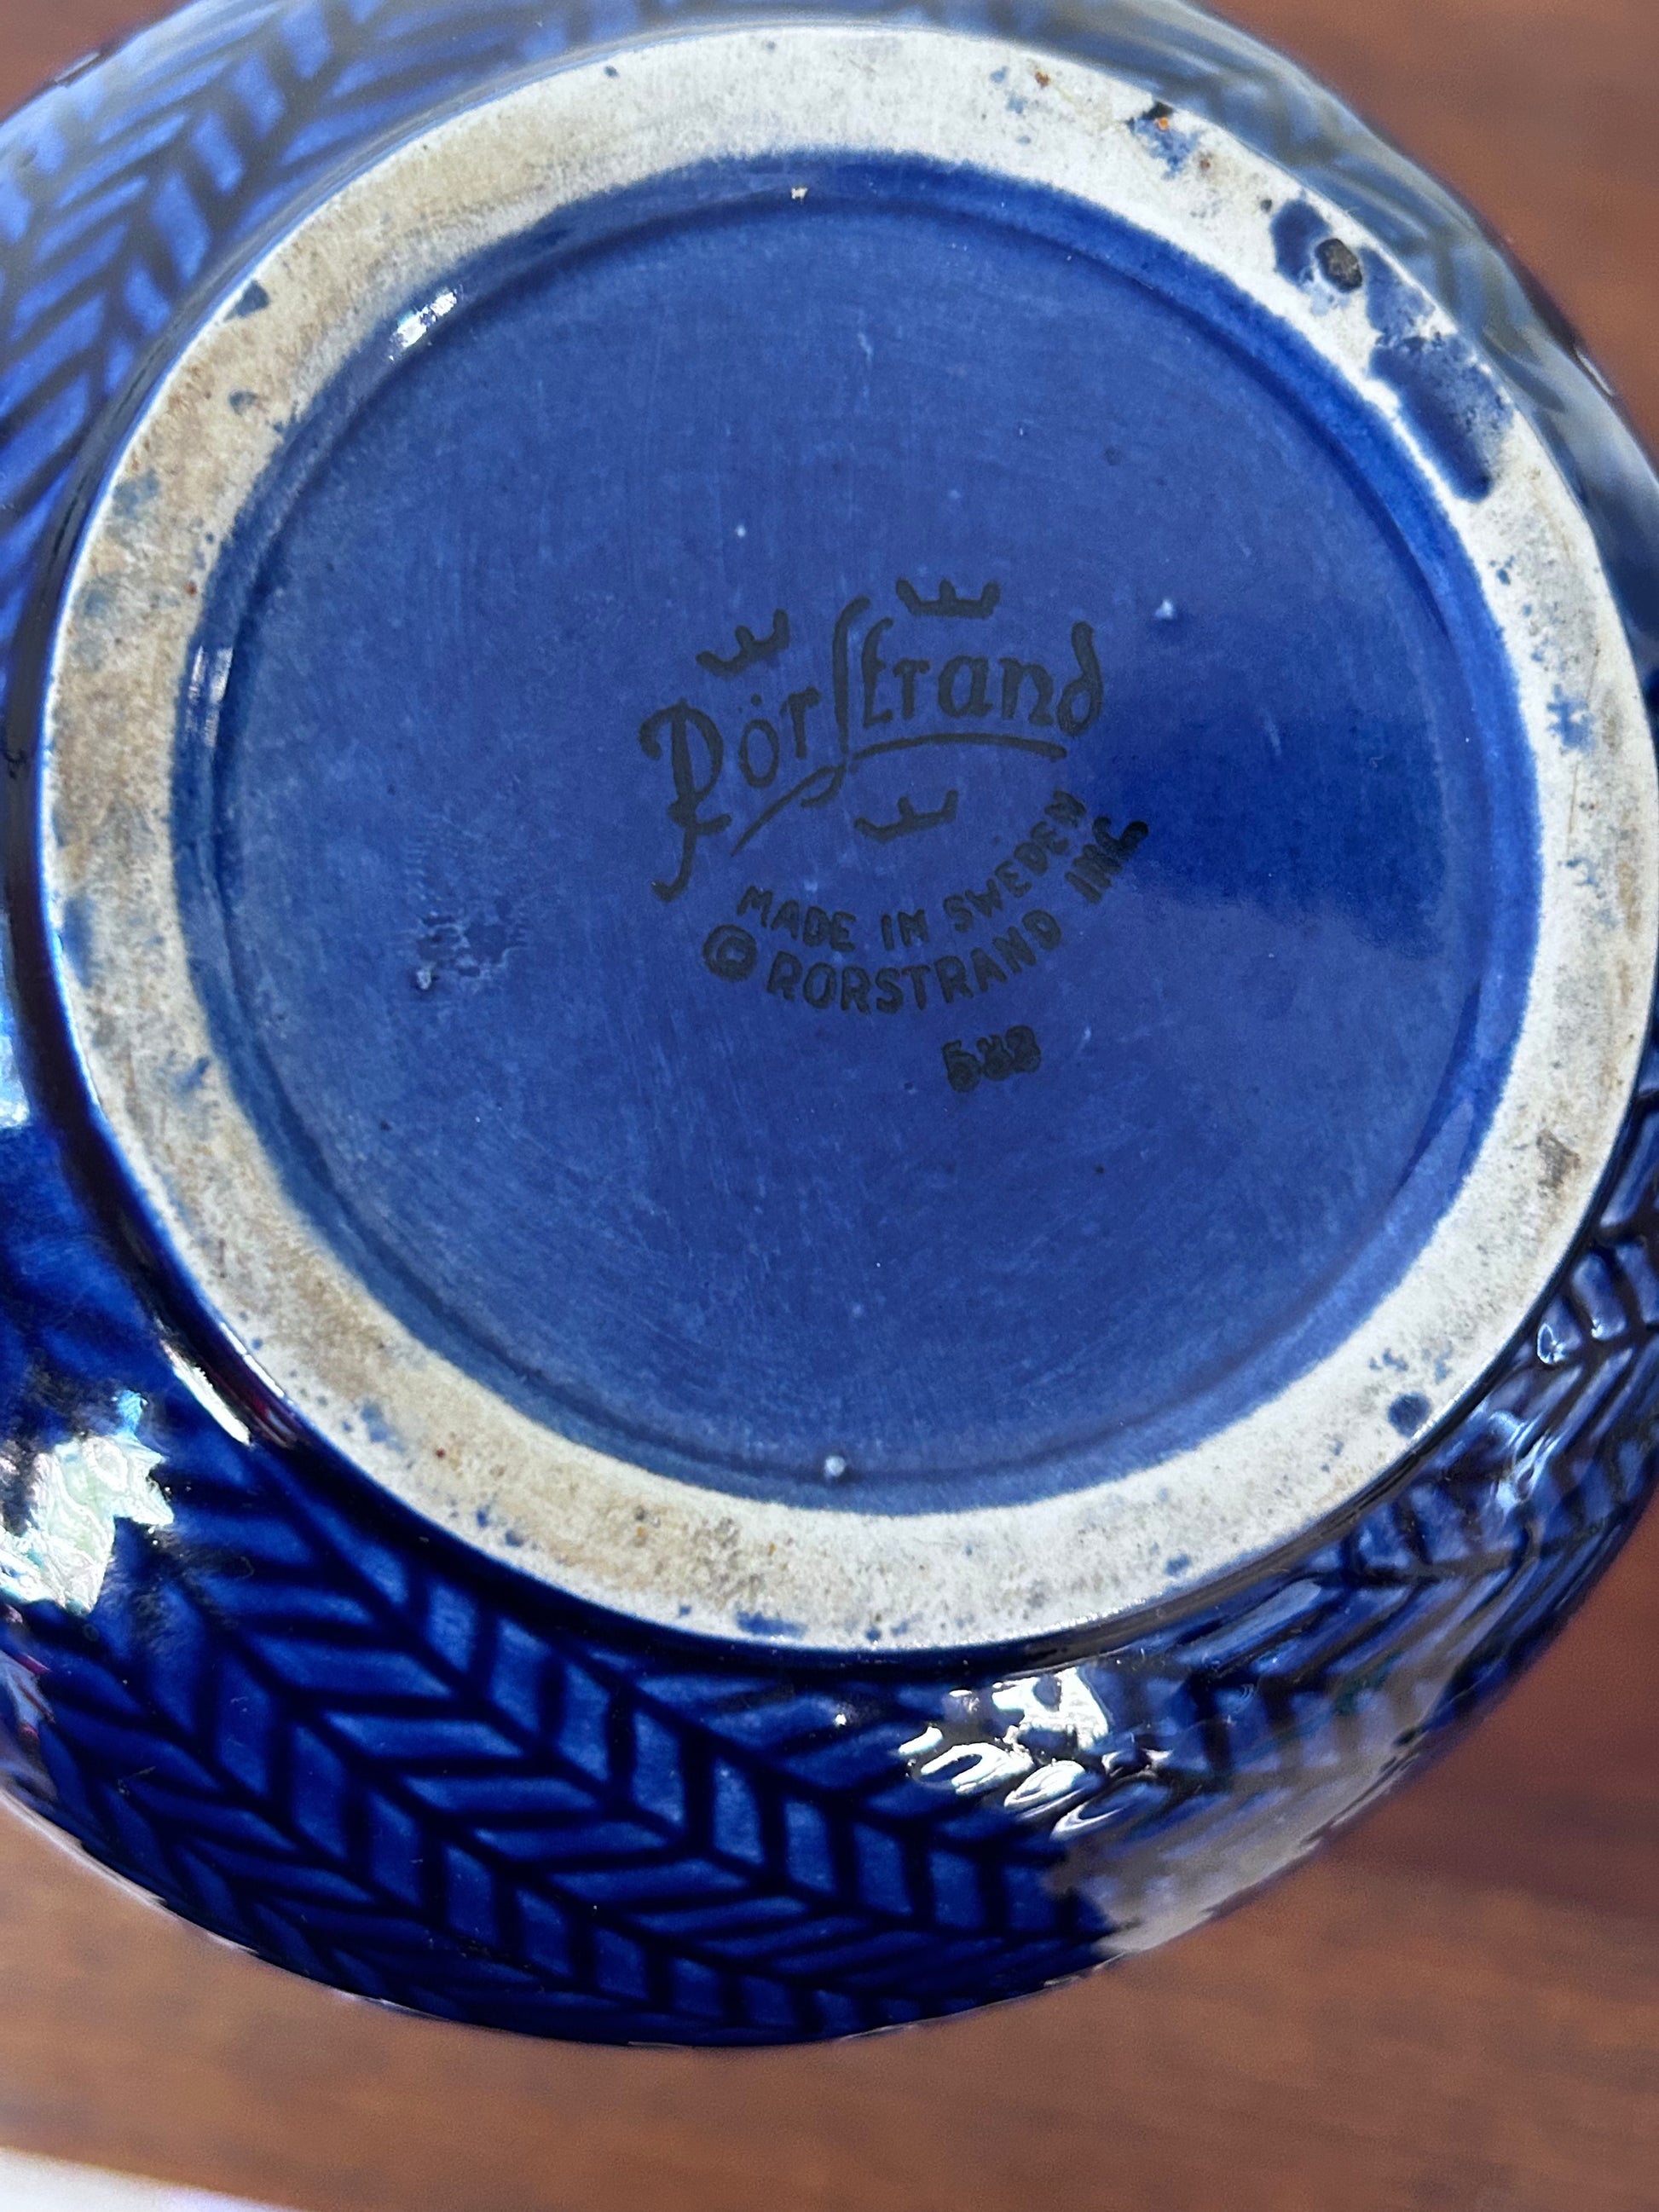 Rörstrand
MADE IN SWEDEN
© RORSTRAND INC